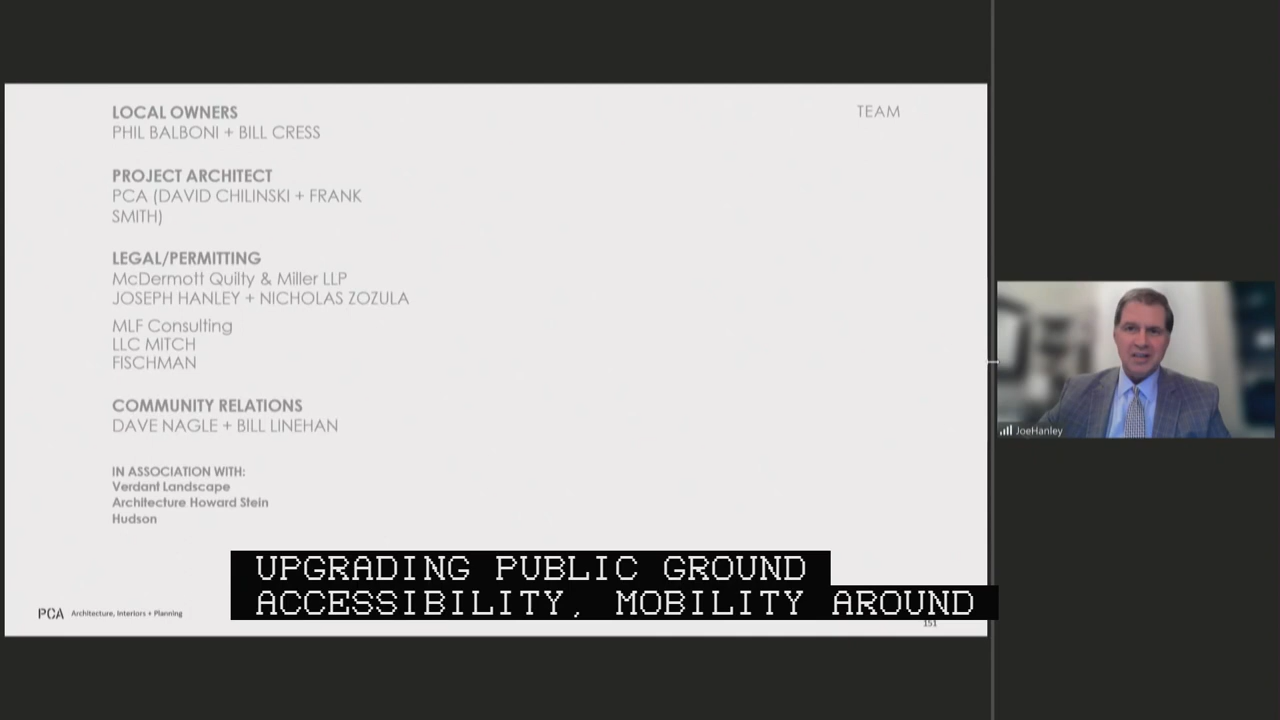 LOCAL OWNERS
PHIL BALBONI + BILL CRESS
TEAM
PROJECT ARCHITECT
PCA (DAVID CHILINSKI + FRANK
SMITH)
LEGAL/PERMITTING
McDermott Quilty & Miller LLP
JOSEPH HANLEY + NICHOLAS ZOZULA
MLF Consulting
LLC MITCH
FISCHMAN
COMMUNITY RELATIONS
DAVE NAGLE + BILL LINEHAN
IN ASSOCIATION WITH:
Verdant Landscape
Architecture Howard Stein
Hudson
JoeHanley
UPGRADING PUBLIC GROUND
ACCESSIBILITY, MOBILITY AROUND
PCA Architecture, Interiors + Planning
151